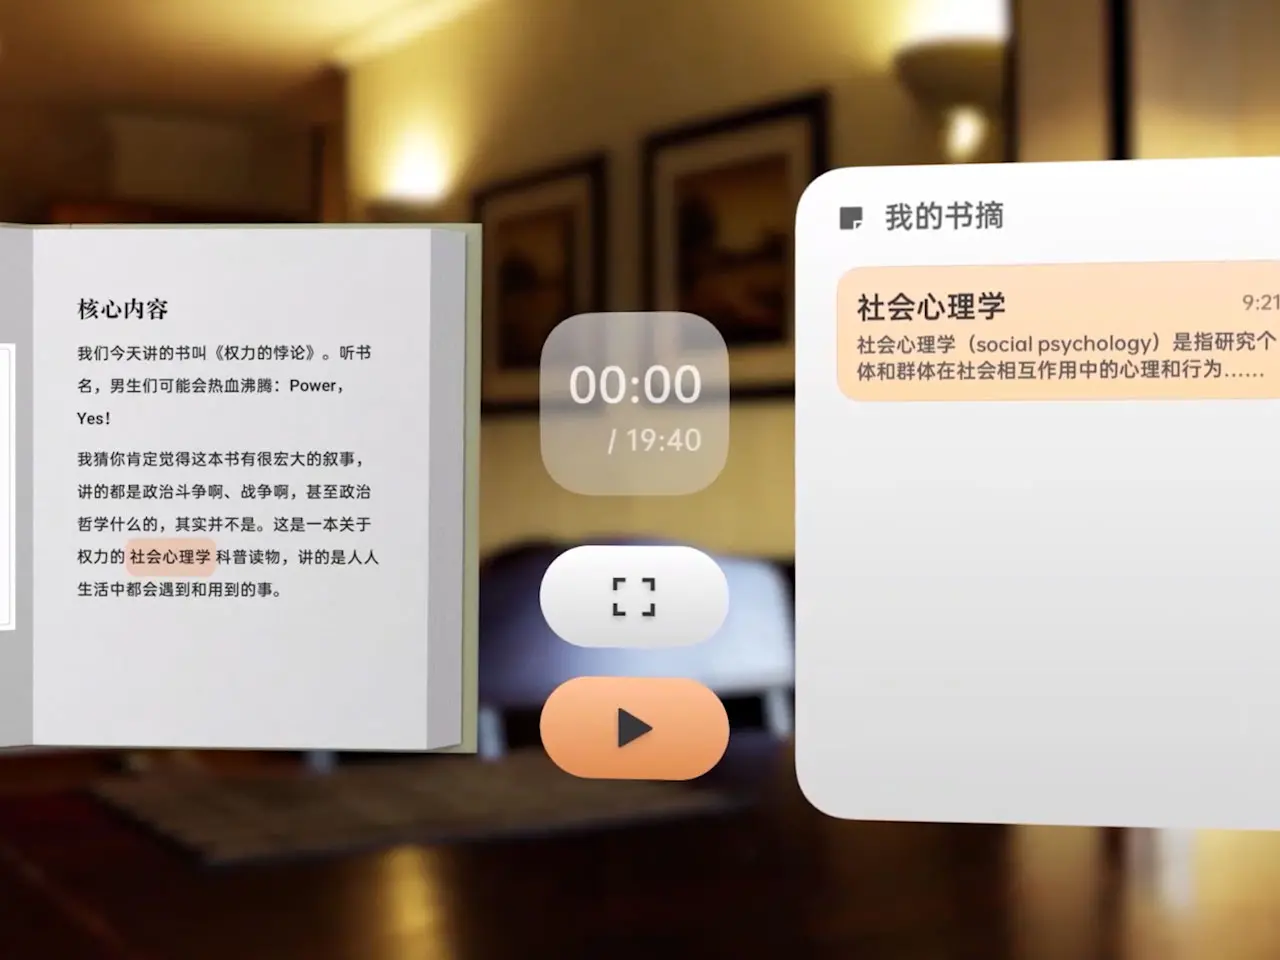 核心内容
我们今天讲的书叫《权力的悖论》。听书
名，男生们可能会热血沸腾：Power，
Yes！
我猜你肯定觉得这本书有很宏大的叙事，
讲的都是政治斗争啊、战争啊，甚至政治
哲学什么的，其实并不是。这是一本关于
权力的 社会心理学 科普读物，讲的是人人
生活中都会遇到和用到的事。
00:00
/ 19:40
我的书摘
社会心理学
9:21
社会心理学（social psychology）是指研究个
体和群体在社会相互作用中的心理和行为……